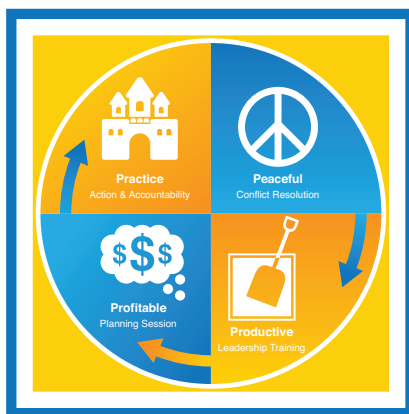 Practice
Action & Accountability
Peaceful
Conflict Resolution
$$$
Profitable
Planning Session
Productive
Leadership Training